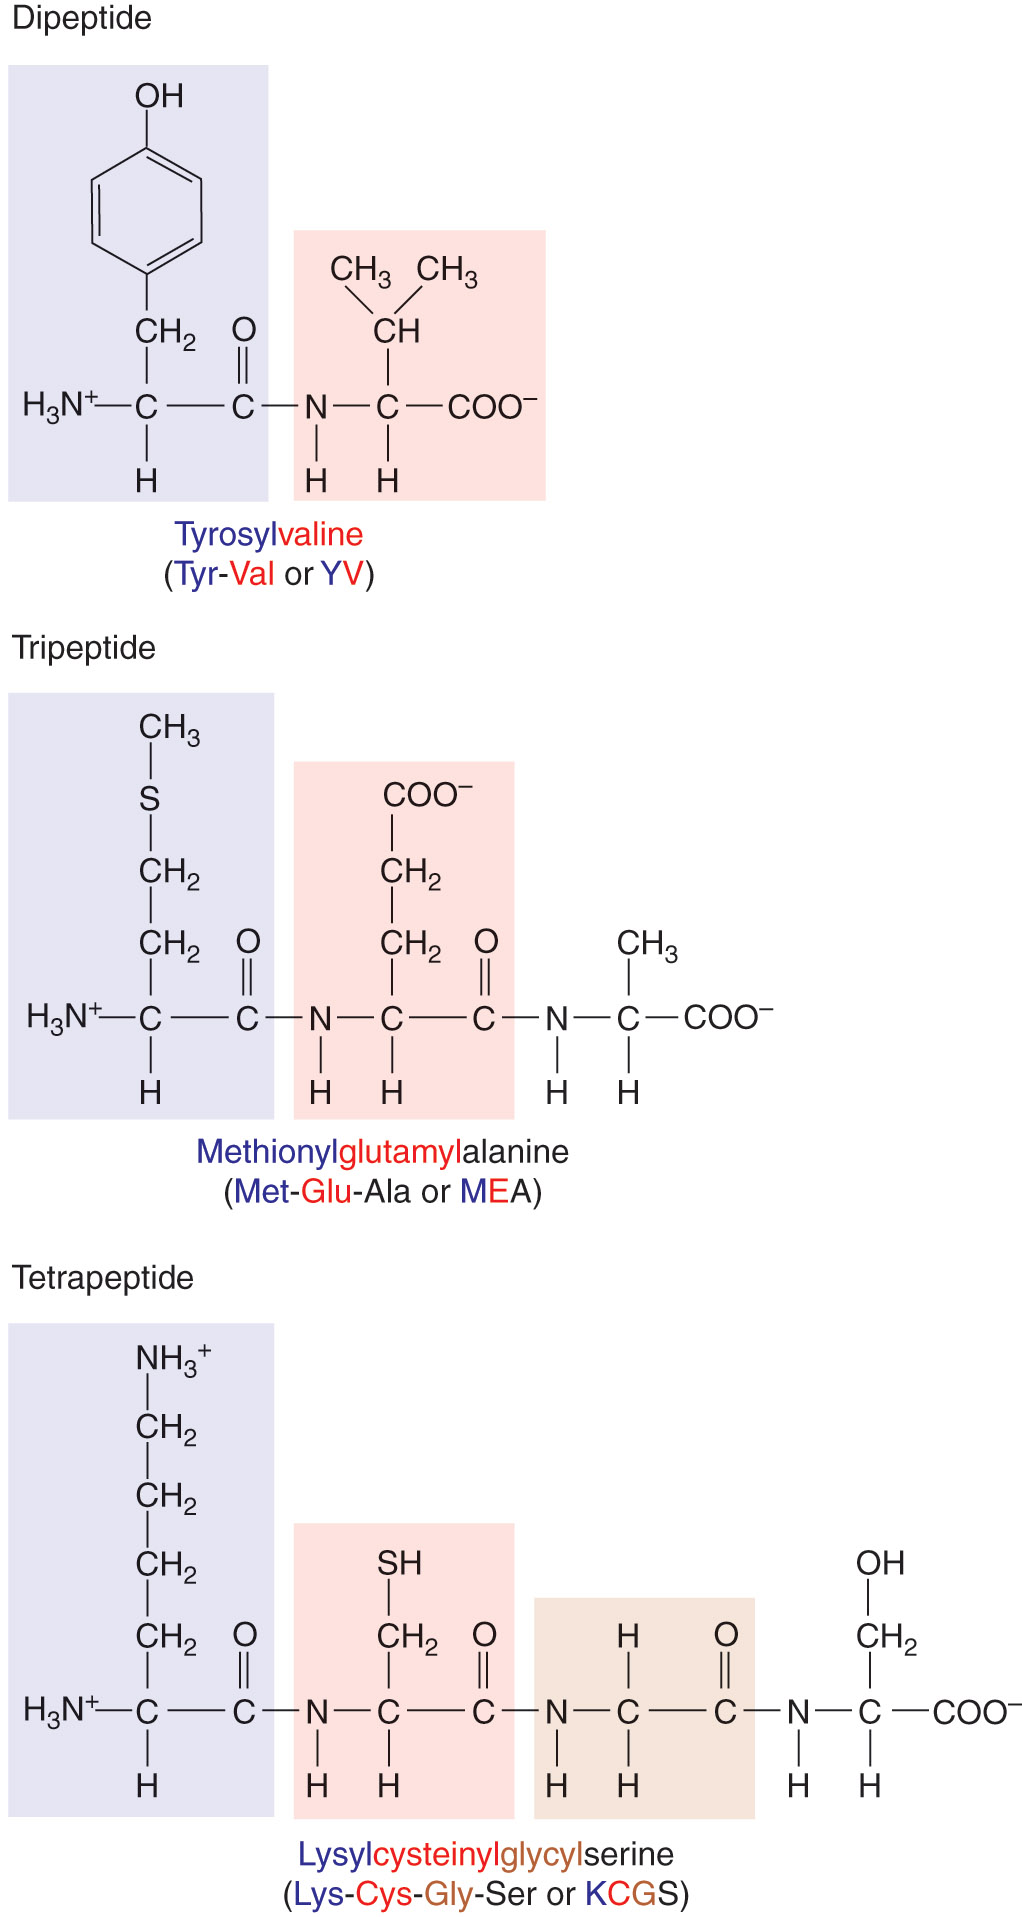 Dipeptide
OH
CH₃ CH₃
CH₂ O CH
H₃N⁺ C C N C COO⁻
H H H
Tyrosylvaline
(Tyr-Val or YV)
Tripeptide
CH₃
S COO⁻
CH₂ CH₂
CH₂ O CH₂ O CH₃
H₃N⁺ C C N C C N C COO⁻
H H H H H
Methionylglutamylalanine
(Met-Glu-Ala or MEA)
Tetrapeptide
NH₃⁺
CH₂
CH₂
CH₂ SH OH
CH₂ O CH₂ O H O CH₂
H₃N⁺ C C N C C N C C N C COO⁻
H H H H H H H
Lysylcysteinylglycylserine
(Lys-Cys-Gly-Ser or KCGS)